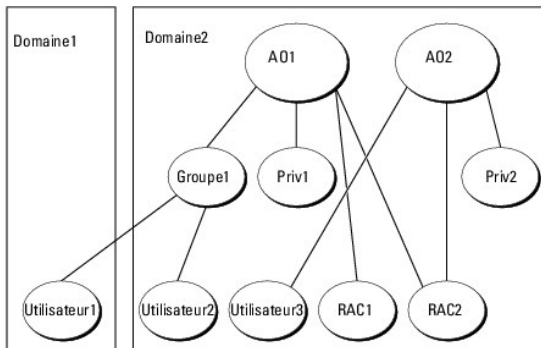 Domaine1
Domaine2
AO1
AO2
Groupe1
Priv1
Priv2
Utilisateur1
Utilisateur2
Utilisateur3
RAC1
RAC2